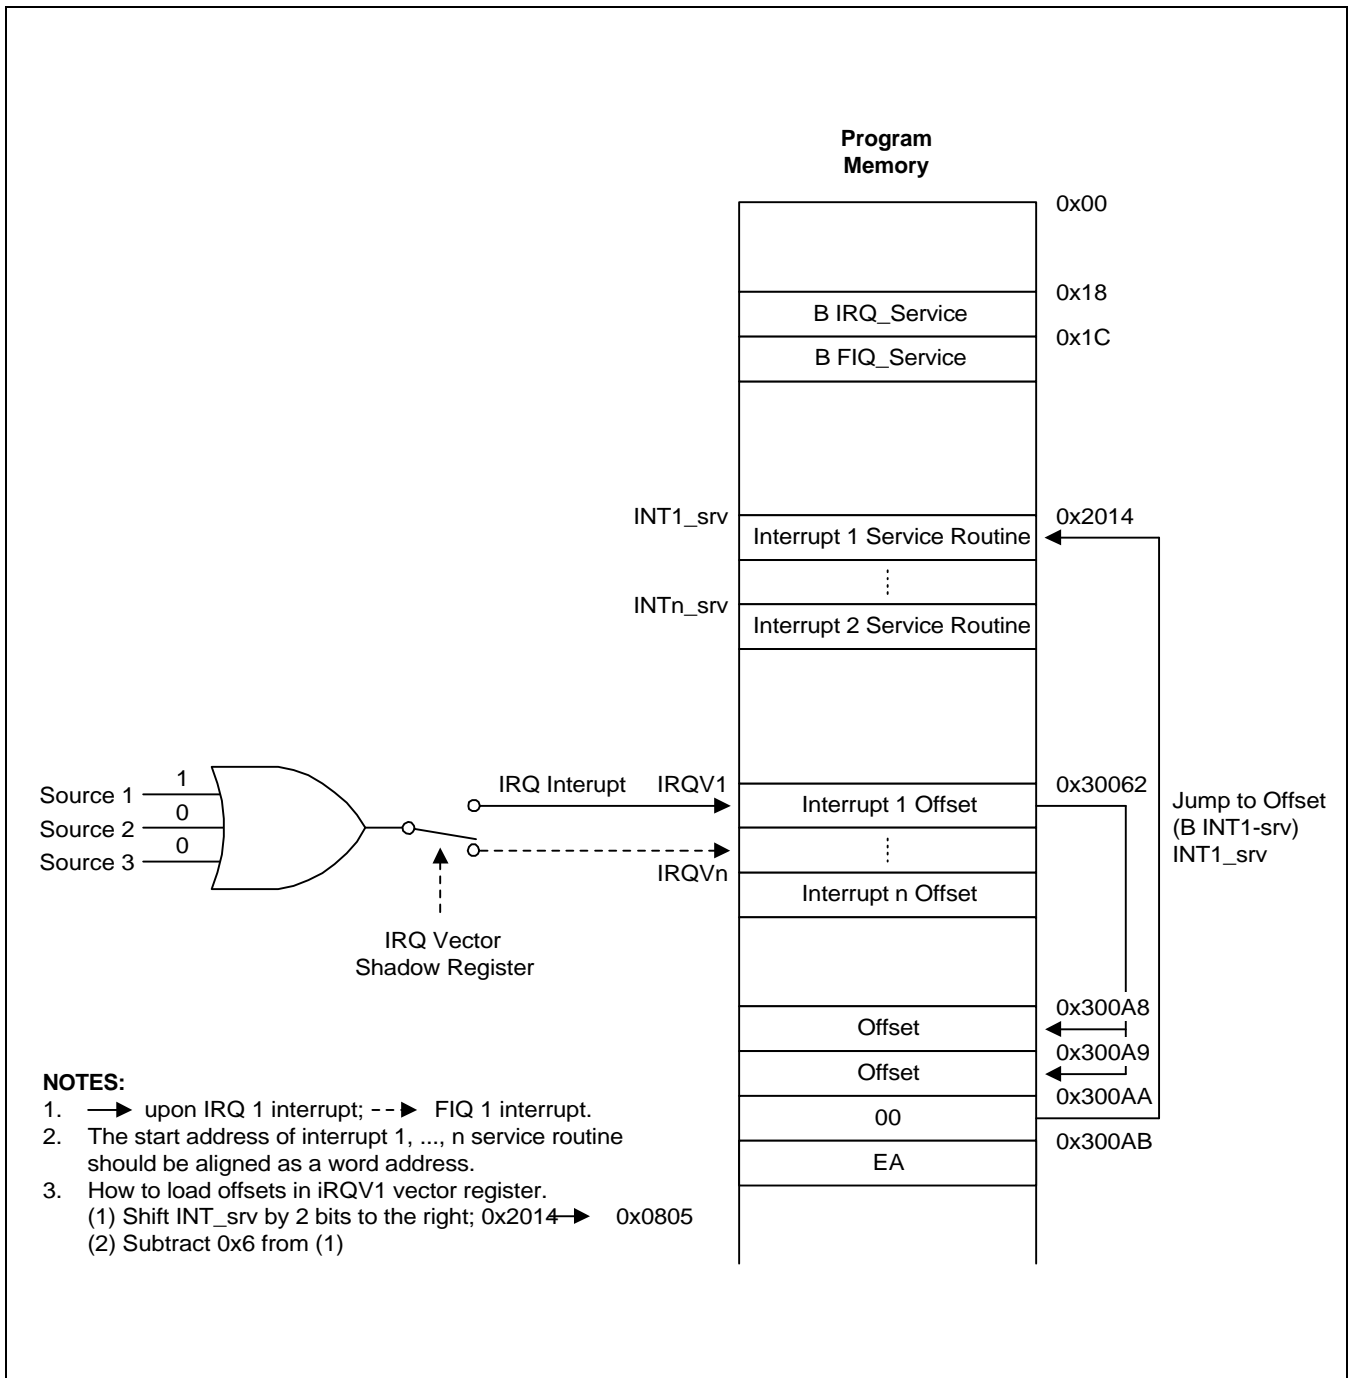 Program
Memory
0x00
0x18
B IRQ_Service
0x1C
B FIQ_Service
INT1_srv
0x2014
Interrupt 1 Service Routine
INTn_srv
Interrupt 2 Service Routine
Source 1
1
Source 2
0
Source 3
0
IRQ Interupt
IRQV1
0x30062
Interrupt 1 Offset
IRQVn
Interrupt n Offset
IRQ Vector
Shadow Register
Jump to Offset
(B INT1-srv)
INT1_srv
0x300A8
Offset
0x300A9
Offset
0x300AA
00
0x300AB
EA
NOTES:
1. upon IRQ 1 interrupt; FIQ 1 interrupt.
2. The start address of interrupt 1, ..., n service routine
should be aligned as a word address.
3. How to load offsets in iRQV1 vector register.
(1) Shift INT_srv by 2 bits to the right; 0x2014 0x0805
(2) Subtract 0x6 from (1)